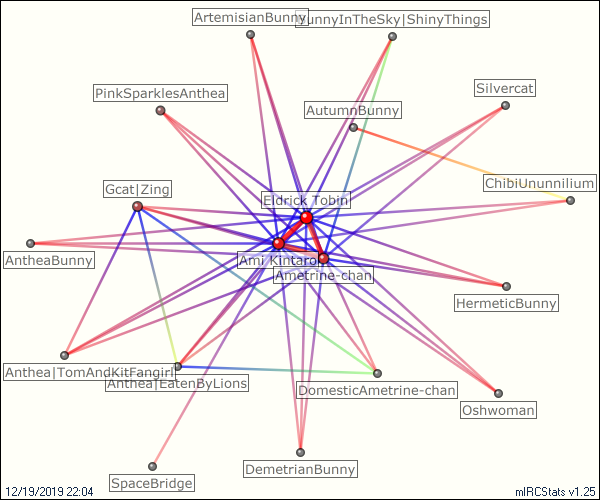 ArtemisianBunny
unnyInTheSky|ShinyThings
PinkSparklesAnthea
Silvercat
AutumnBunny
Gcat|Zing
ChibiUnunnilium
Eldrick Tobin
AntheaBunny
Ami Kintaro
Ametrine-chan
HermeticBunny
Anthea|TomAndKitFangirl
Anthea|EatenByLions
DomesticAmetrine-chan
Oshwoman
DemetrianBunny
SpaceBridge
12/19/2019 22:04
mIRCStats v1.25